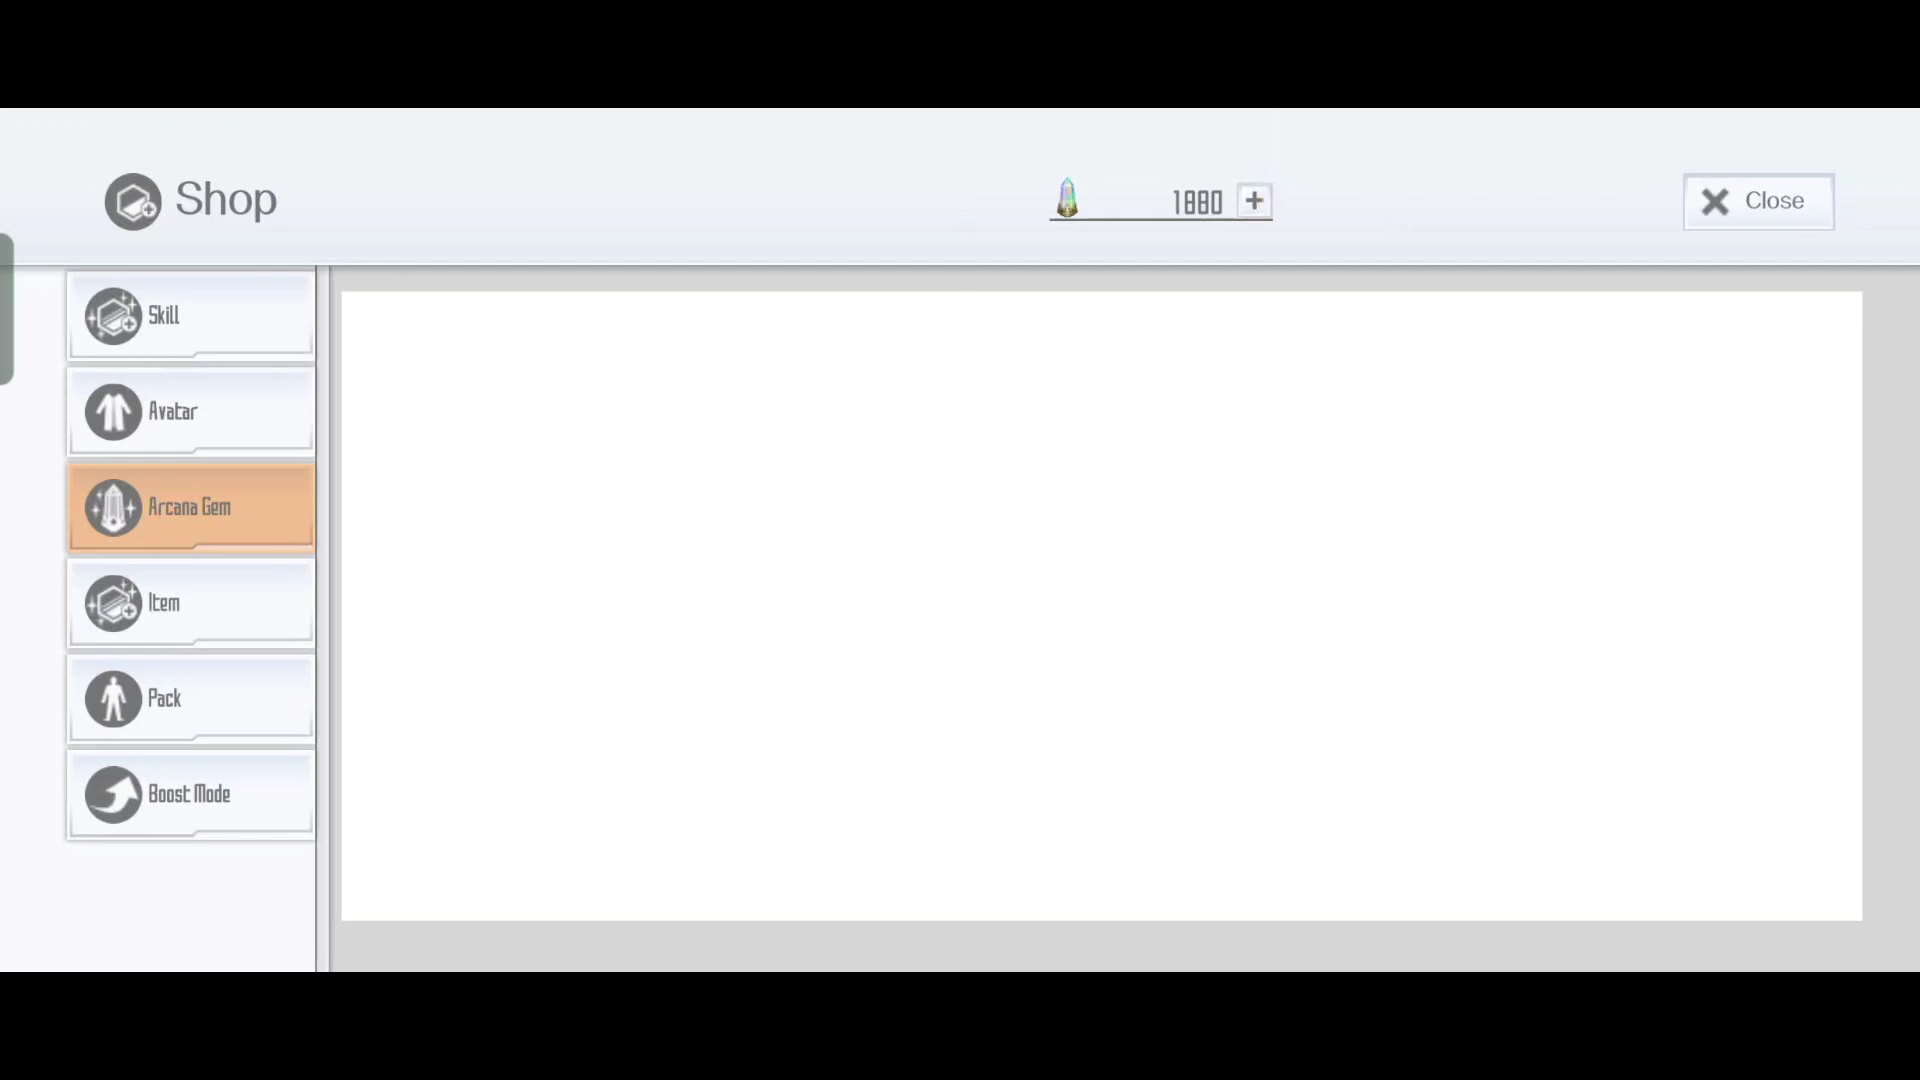 Shop
1880
Close
Skill
Avatar
Arcana Gem
Item
Pack
Boost Mode